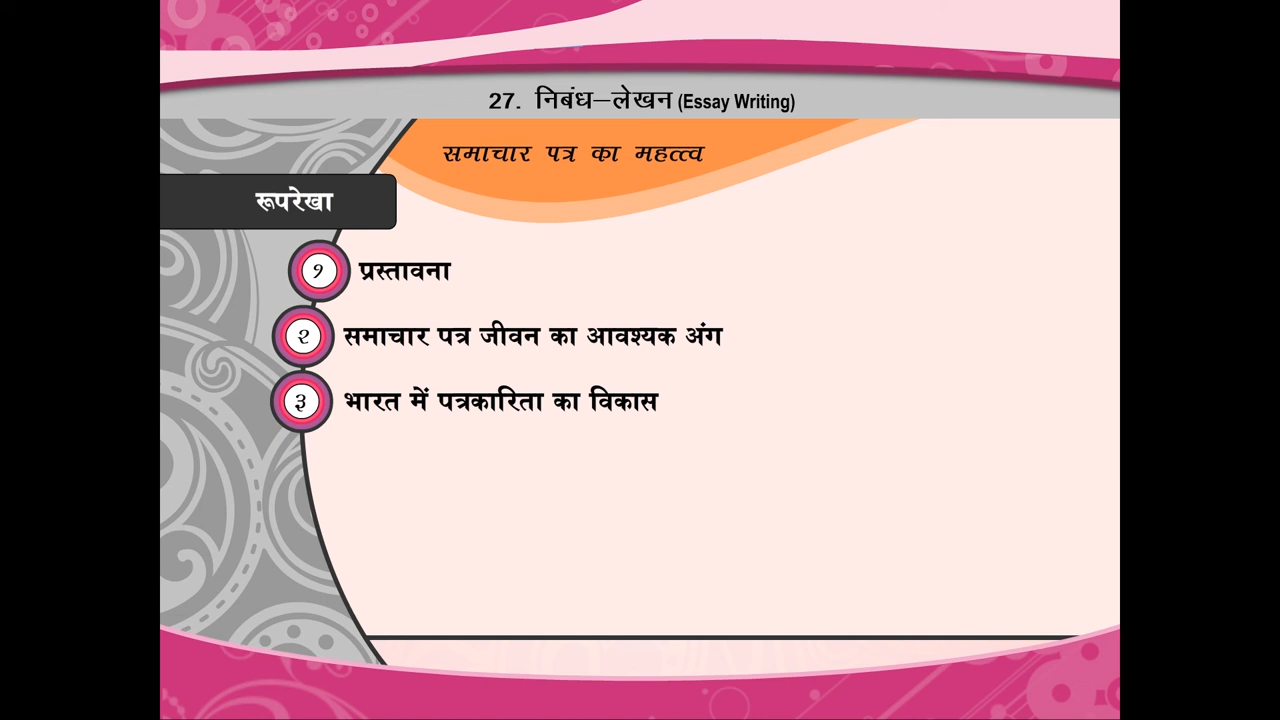 27. निबंध–लेखन (Essay Writing)
समाचार पत्र का महत्त्व
रूपरेखा
१ प्रस्तावना
२ समाचार पत्र जीवन का आवश्यक अंग
३ भारत में पत्रकारिता का विकास